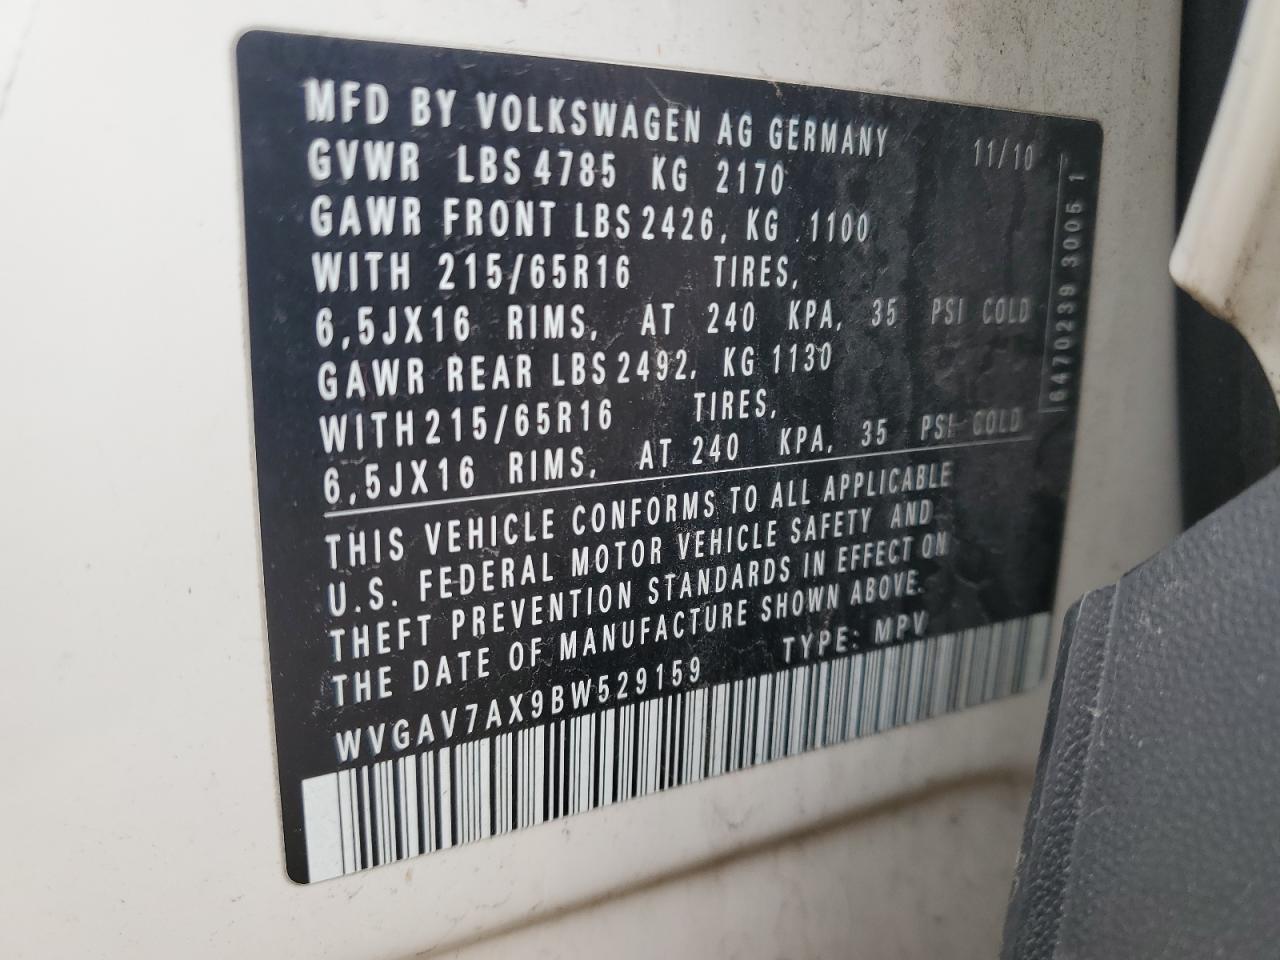 MFD BY VOLKSWAGEN AG GERMANY 11/10
GVWR LBS 4785 KG 2170
GAWR FRONT LBS 2426, KG 1100
WITH 215/65R16 TIRES,
6,5JX16 RIMS, AT 240 KPA, 35 PSI COLD
GAWR REAR LBS 2492, KG 1130
WITH 215/65R16 TIRES,
6,5JX16 RIMS, AT 240 KPA, 35 PSI COLD
THIS VEHICLE CONFORMS TO ALL APPLICABLE
U.S. FEDERAL MOTOR VEHICLE SAFETY AND
THEFT PREVENTION STANDARDS IN EFFECT ON
THE DATE OF MANUFACTURE SHOWN ABOVE.
WVGAV7AX9BW529159 TYPE: MPV
6470239 3005 1